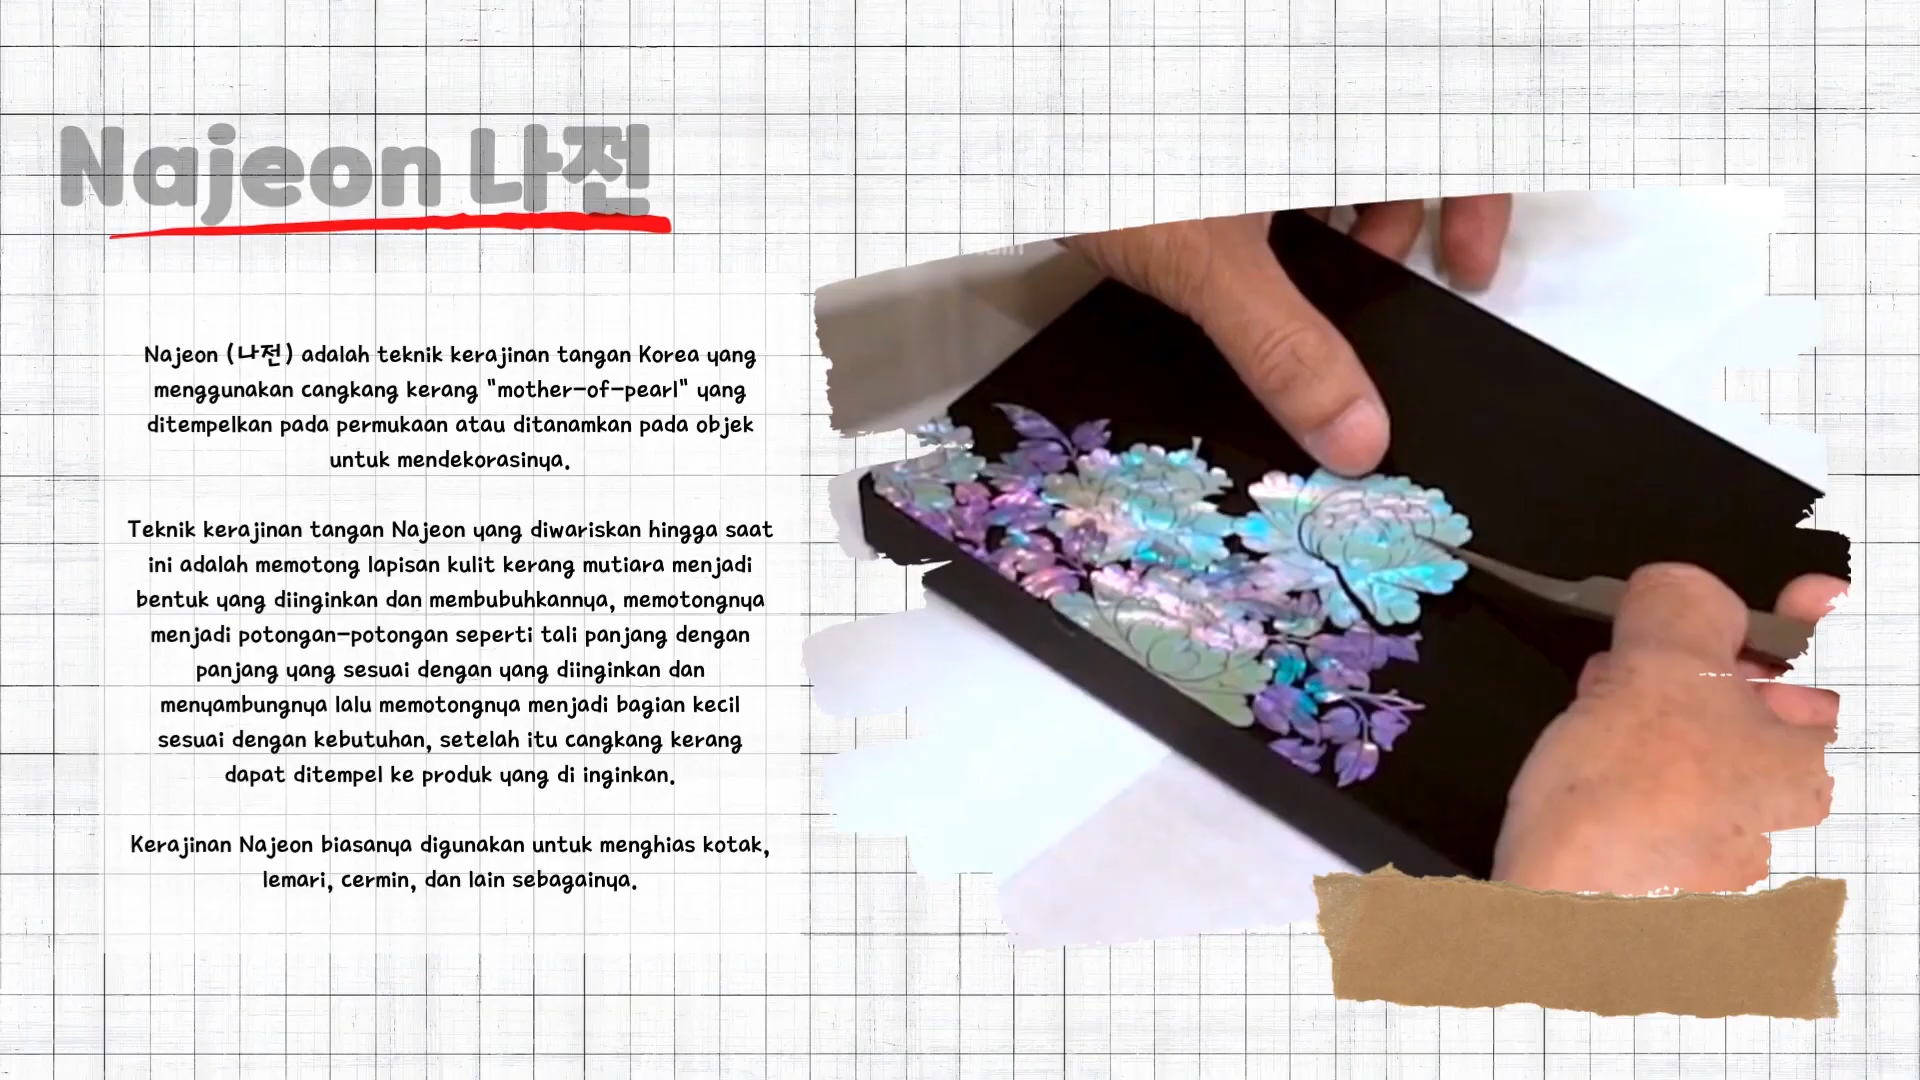 Najeon 나전
Najeon (나전) adalah teknik kerajinan tangan Korea yang
menggunakan cangkang kerang "mother-of-pearl" yang
ditempelkan pada permukaan atau ditanamkan pada objek
untuk mendekorasinya.
Teknik kerajinan tangan Najeon yang diwariskan hingga saat
ini adalah memotong lapisan kulit kerang mutiara menjadi
bentuk yang diinginkan dan membubuhkannya, memotongnya
menjadi potongan-potongan seperti tali panjang dengan
panjang yang sesuai dengan yang diinginkan dan
menyambungnya lalu memotongnya menjadi bagian kecil
sesuai dengan kebutuhan, setelah itu cangkang kerang
dapat ditempel ke produk yang di inginkan.
Kerajinan Najeon biasanya digunakan untuk menghias kotak,
lemari, cermin, dan lain sebagainya.